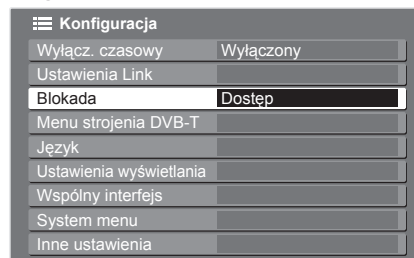 Konfiguracja
Wyłącz. czasowy Wyłączony
Ustawienia Link
Blokada Dostęp
Menu strojenia DVB-T
Język
Ustawienia wyświetlania
Wspólny interfejs
System menu
Inne ustawienia